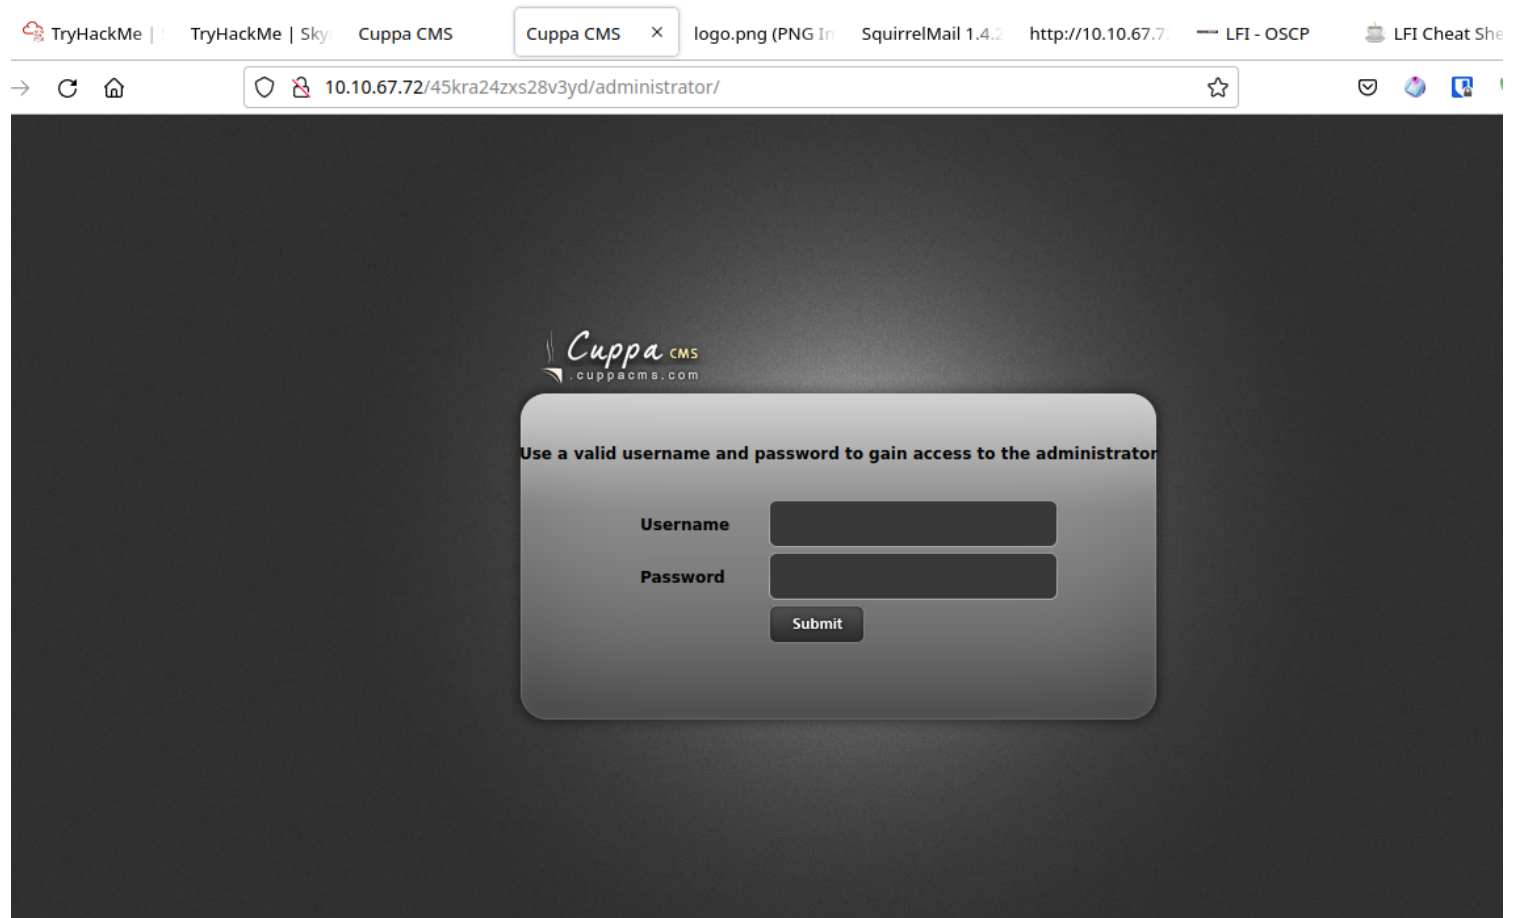 TryHackMe | TryHackMe | Sky Cuppa CMS Cuppa CMS × logo.png (PNG In SquirrelMail 1.4.2 http://10.10.67.7 LFI - OSCP LFI Cheat She
10.10.67.72/45kra24zxs28v3yd/administrator/
Cuppa CMS
.cuppacms.com
Use a valid username and password to gain access to the administrator
Username
Password
Submit